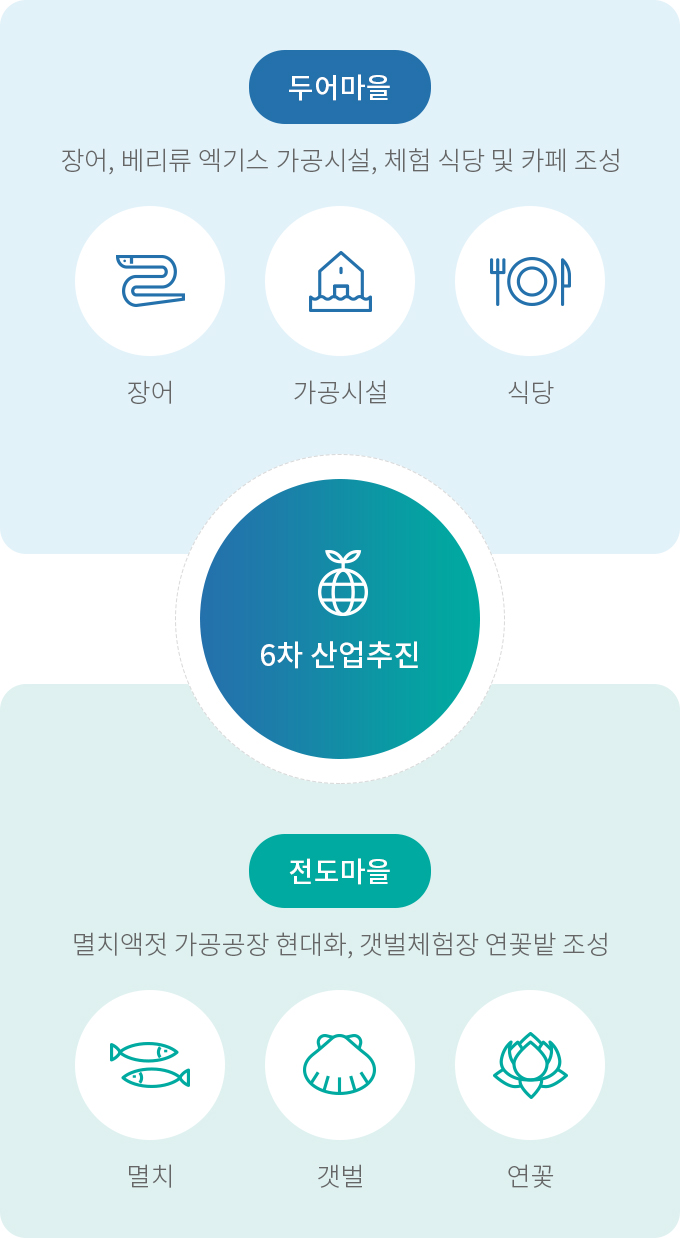 두어마을
장어, 베리류 엑기스 가공시설, 체험 식당 및 카페 조성
장어
가공시설
식당
6차 산업추진
전도마을
멸치액젓 가공공장 현대화, 갯벌체험장 연꽃밭 조성
멸치
갯벌
연꽃